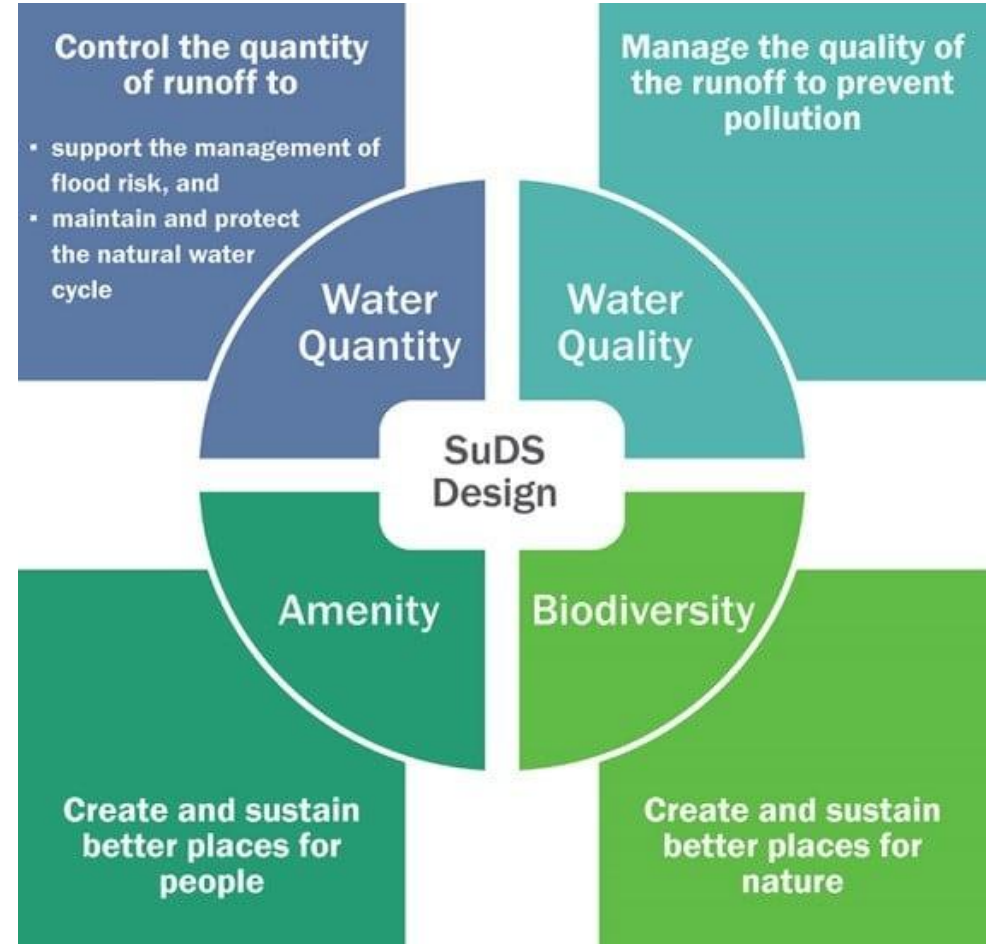 Control the quantity
of runoff to
▪ support the management of
flood risk, and
▪ maintain and protect
the natural water
cycle
Water
Quantity
Manage the quality of
the runoff to prevent
pollution
Water
Quality
SuDS
Design
Amenity
Create and sustain
better places for
people
Biodiversity
Create and sustain
better places for
nature